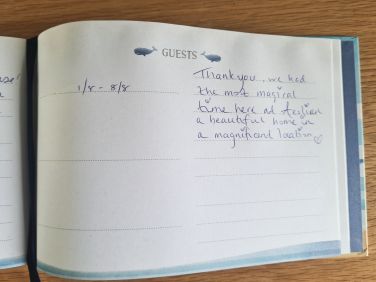 GUESTS
1/8 - 8/8
Thank you, we had
the most magical
time here at
a beautiful home in
a magnificant location